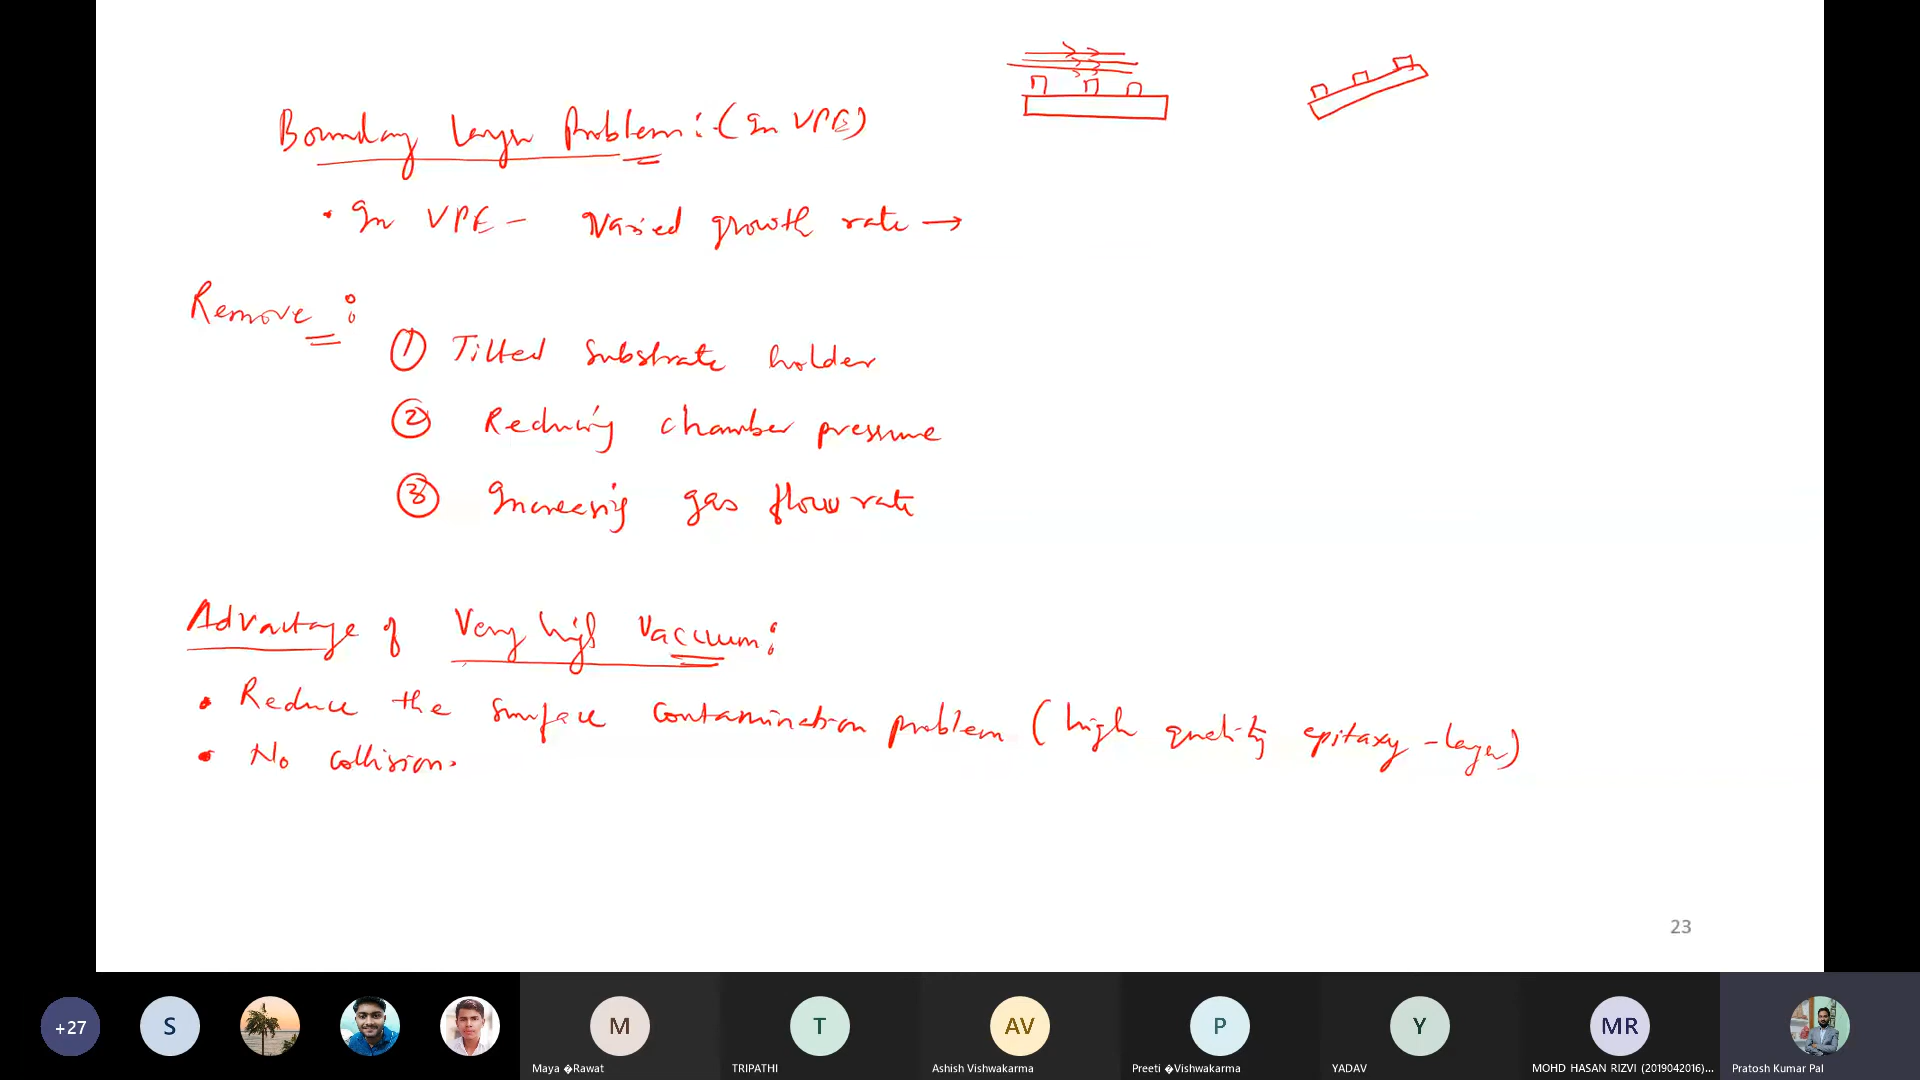 Boundary Layer Problem :- (In VPE)
• In VPE - Varied growth rate →
Remove :
① Tilted substrate holder
② Reducing chamber pressure
③ Increasing gas flow rate
Advantage of Very high Vaccum :
• Reduce the surface contamination problem (high quality epitaxy-layer)
• No collision.
23
+27
S
M
T
AV
P
Y
MR
Maya �Rawat
TRIPATHI
Ashish Vishwakarma
Preeti �Vishwakarma
YADAV
MOHD HASAN RIZVI (2019042016)...
Pratosh Kumar Pal